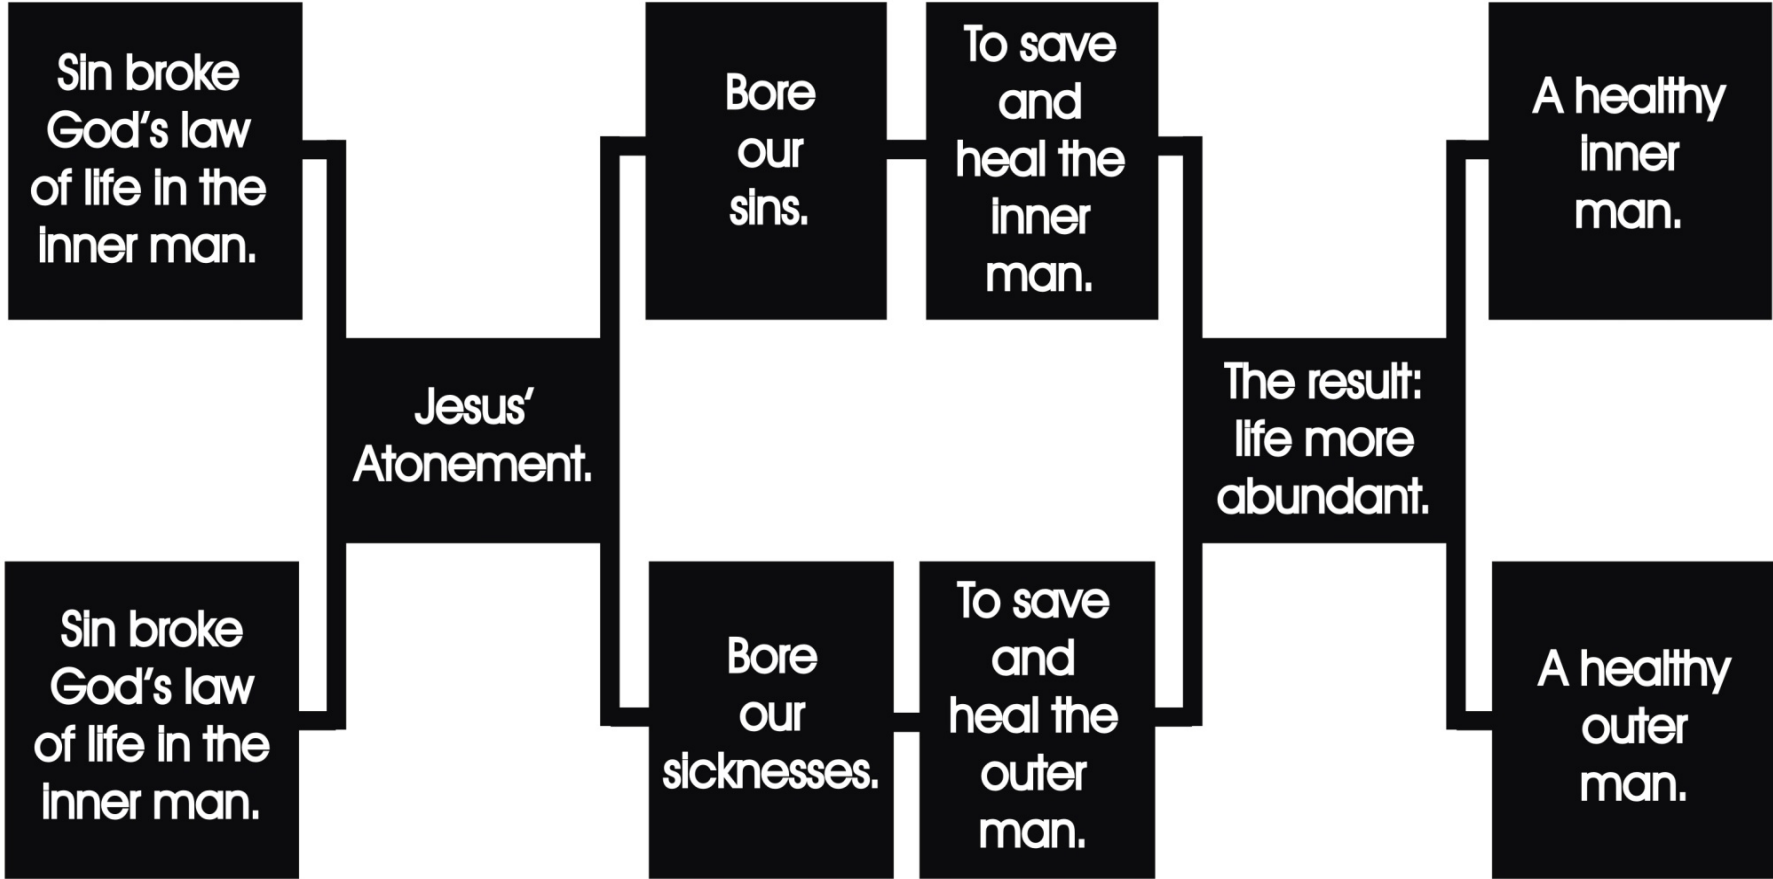 Sin broke
God's law
of life in the
inner man.
Sin broke
God's law
of life in the
inner man.
Jesus'
Atonement.
Bore
our
sins.
To save
and
heal the
inner
man.
Bore
our
sicknesses.
To save
and
heal the
outer
man.
The result:
life more
abundant.
A healthy
inner
man.
A healthy
outer
man.